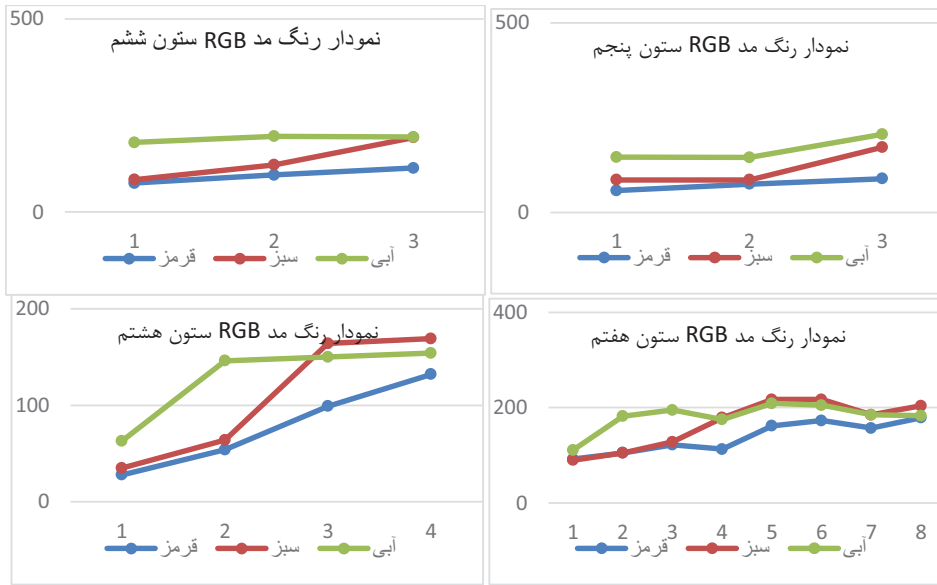 نمودار رنگ مد RGB ستون پنجم
500
0
1 2 3
قرمز سبز آبی
نمودار رنگ مد RGB ستون ششم
500
0
1 2 3
قرمز سبز آبی
نمودار رنگ مد RGB ستون هفتم
400
200
0
1 2 3 4 5 6 7 8
قرمز سبز آبی
نمودار رنگ مد RGB ستون هشتم
200
100
0
1 2 3 4
قرمز سبز آبی